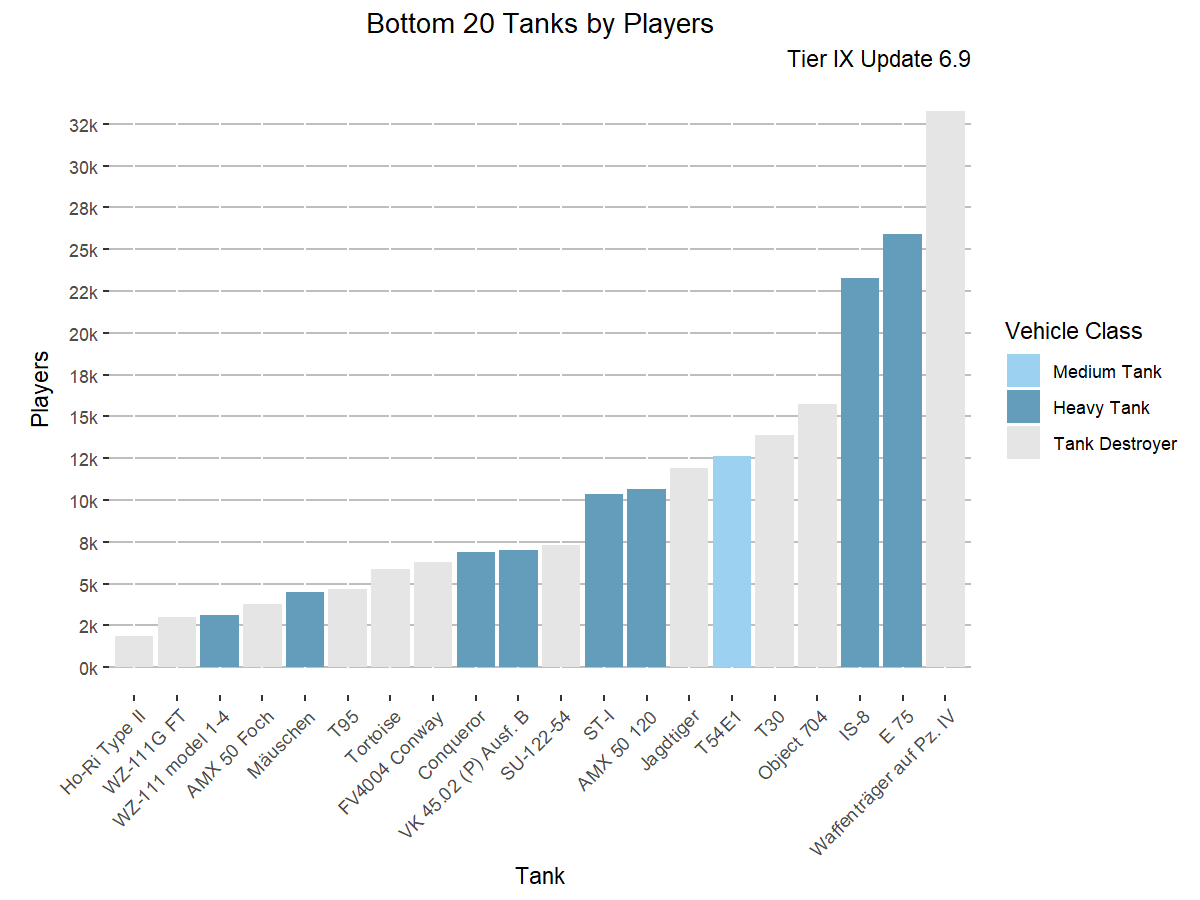 Bottom 20 Tanks by Players
Tier IX Update 6.9
32k
30k
28k
25k
22k
20k
18k
15k
12k
10k
8k
5k
2k
0k
Players
Ho-Ri Type II
WZ-111G FT
WZ-111 model 1-4
AMX 50 Foch
Mäuschen
T95
Tortoise
FV4004 Conway
Conqueror
VK 45.02 (P) Ausf. B
SU-122-54
ST-I
AMX 50 120
Jagdtiger
T54E1
T30
Object 704
IS-8
E 75
Waffenträger auf Pz. IV
Tank
Vehicle Class
Medium Tank
Heavy Tank
Tank Destroyer